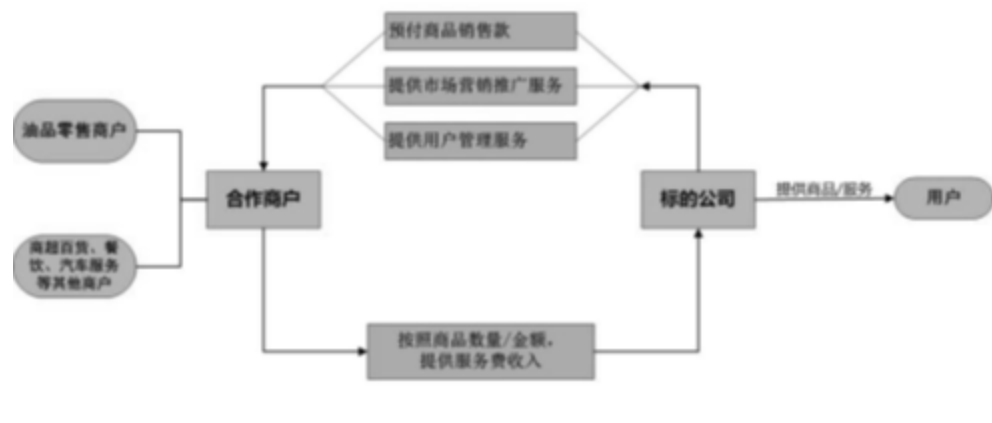 预付商品销售款
提供市场营销推广服务
提供用户管理服务
油品零售商户
合作商户
标的公司
提供商品/服务
用户
商超百货、餐
饮、汽车服务
等其他商户
按照商品数量/金额，
提供服务费收入